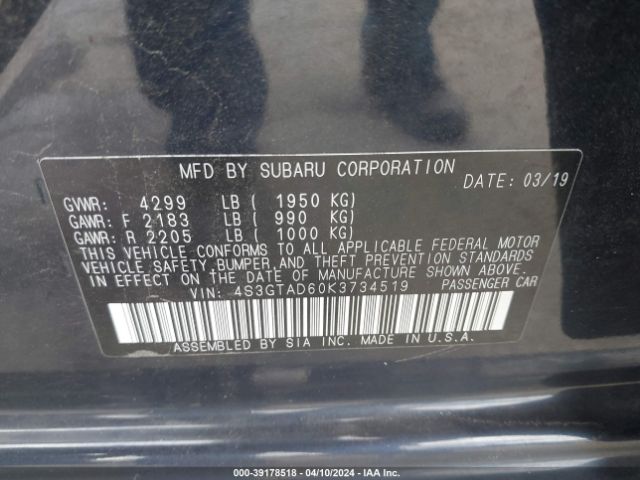 MFD BY SUBARU CORPORATION
DATE: 03/19
GVWR: 4299 LB ( 1950 KG)
GAWR: F 2183 LB ( 990 KG)
GAWR: R 2205 LB ( 1000 KG)
THIS VEHICLE CONFORMS TO ALL APPLICABLE FEDERAL MOTOR
VEHICLE SAFETY, BUMPER, AND THEFT PREVENTION STANDARDS
IN EFFECT ON THE DATE OF MANUFACTURE SHOWN ABOVE.
VIN: 4S3GTAD60K3734519 PASSENGER CAR
ASSEMBLED BY SIA INC. MADE IN U.S.A.
000-39178518 - 04/10/2024 - IAA Inc.